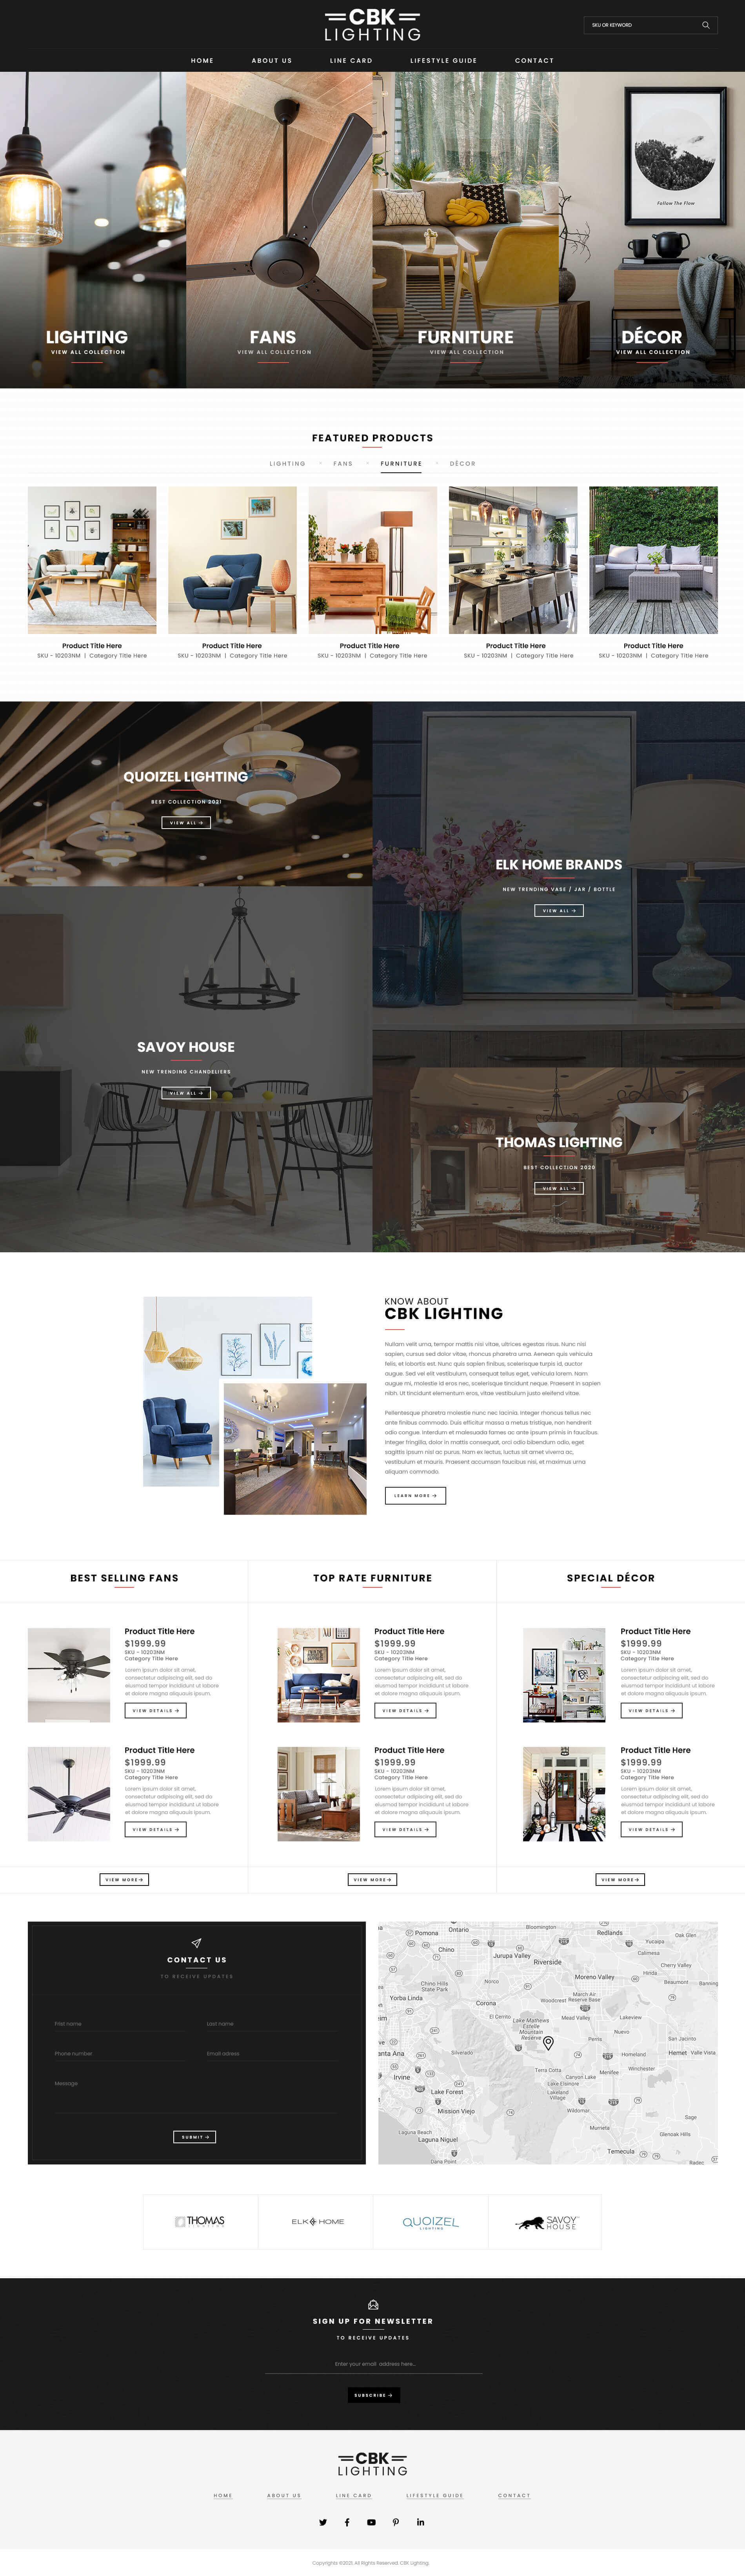 CBK
LIGHTING
SKU OR KEYWORD
HOME ABOUT US LINE CARD LIFESTYLE GUIDE CONTACT
Follow The Flow
LIGHTING
VIEW ALL COLLECTION
FANS
VIEW ALL COLLECTION
FURNITURE
VIEW ALL COLLECTION
DÉCOR
VIEW ALL COLLECTION
FEATURED PRODUCTS
LIGHTING FANS FURNITURE DÉCOR
Product Title Here
SKU - 10203NM | Category Title Here
Product Title Here
SKU - 10203NM | Category Title Here
Product Title Here
SKU - 10203NM | Category Title Here
Product Title Here
SKU - 10203NM | Category Title Here
Product Title Here
SKU - 10203NM | Category Title Here
QUOIZEL LIGHTING
BEST COLLECTION 2021
VIEW ALL →
ELK HOME BRANDS
NEW TRENDING VASE / JAR / BOTTLE
VIEW ALL →
SAVOY HOUSE
NEW TRENDING CHANDELIERS
VIEW ALL →
THOMAS LIGHTING
BEST COLLECTION 2020
VIEW ALL →
KNOW ABOUT
CBK LIGHTING
Nullam velit urna, tempor mattis nisi vitae, ultrices egestas risus. Nunc nisl
sapien, cursus sed dolor vitae, rhoncus pharetra urna. Aenean quis vehicula
felis, et lobortis est. Nunc quis sapien finibus, scelerisque turpis id, auctor
augue. Sed vel elit vestibulum, consequat tellus eget, vehicula lorem. Nam
augue mi, molestie id eros nec, scelerisque tincidunt neque. Praesent in sapien
nibh. Ut tincidunt elementum eros, vitae vestibulum justo eleifend vitae.
Pellentesque pharetra molestie nunc nec lacinia. Integer rhoncus tellus nec
ante finibus commodo. Duis efficitur massa a metus tristique, non hendrerit
odio congue. Interdum et malesuada fames ac ante ipsum primis in faucibus.
Integer fringilla, dolor in mattis consequat, orci odio bibendum odio, eget
sagittis ipsum nisl ac purus. Nam ex lectus, luctus sit amet viverra ac,
vestibulum et mauris. Praesent accumsan faucibus nisi, et maximus urna
aliquam commodo.
LEARN MORE →
BEST SELLING FANS
Product Title Here
$1999.99
SKU - 10203NM
Category Title Here
Lorem ipsum dolor sit amet,
consectetur adipiscing elit, sed do
eiusmod tempor incididunt ut labore
et dolore magna aliquauls ipsum.
VIEW DETAILS →
Product Title Here
$1999.99
SKU - 10203NM
Category Title Here
Lorem ipsum dolor sit amet,
consectetur adipiscing elit, sed do
eiusmod tempor incididunt ut labore
et dolore magna aliquauls ipsum.
VIEW DETAILS →
VIEW MORE→
TOP RATE FURNITURE
Product Title Here
$1999.99
SKU - 10203NM
Category Title Here
Lorem ipsum dolor sit amet,
consectetur adipiscing elit, sed do
eiusmod tempor incididunt ut labore
et dolore magna aliquauls ipsum.
VIEW DETAILS →
Product Title Here
$1999.99
SKU - 10203NM
Category Title Here
Lorem ipsum dolor sit amet,
consectetur adipiscing elit, sed do
eiusmod tempor incididunt ut labore
et dolore magna aliquauls ipsum.
VIEW DETAILS →
VIEW MORE→
SPECIAL DÉCOR
Product Title Here
$1999.99
SKU - 10203NM
Category Title Here
Lorem ipsum dolor sit amet,
consectetur adipiscing elit, sed do
eiusmod tempor incididunt ut labore
et dolore magna aliquauls ipsum.
VIEW DETAILS →
Product Title Here
$1999.99
SKU - 10203NM
Category Title Here
Lorem ipsum dolor sit amet,
consectetur adipiscing elit, sed do
eiusmod tempor incididunt ut labore
et dolore magna aliquauls ipsum.
VIEW DETAILS →
VIEW MORE→
CONTACT US
TO RECEIVE UPDATES
First name Last name
Phone number Email adress
Message
SUBMIT →
Bloomington
Ontario
Pomona
Redlands
Oak Glen
Yucaipa
Chino
Calimesa
Jurupa Valley
Riverside
Cherry Valley
Moreno Valley
Beaumont
Banning
Chino Hills
State Park
Norco
Yorba Linda
March Air
Reserve Base
Woodcrest
Corona
El Cerrito
Lake Mathews
Estelle
Mountain
Reserve
Mead Valley
Lakeview
Nuevo
Perris
San Jacinto
Santa Ana
Silverado
Homeland
Hemet
Valle Vista
Winchester
Menifee
Irvine
Terra Cotta
Canyon Lake
Lake Elsinore
Lake Forest
Lakeland
Village
Mission Viejo
Wildomar
Sage
Murrieta
Laguna Beach
Laguna Niguel
Glenoak Hills
Temecula
Dana Point
Radec
THOMAS
LIGHTING
ELK HOME
QUOIZEL
LIGHTING
SAVOY
HOUSE
SIGN UP FOR NEWSLETTER
TO RECEIVE UPDATES
Enter your email address here...
SUBSCRIBE →
CBK
LIGHTING
HOME ABOUT US LINE CARD LIFESTYLE GUIDE CONTACT
Copyrights ©2021. All Rights Reserved. CBK Lighting.